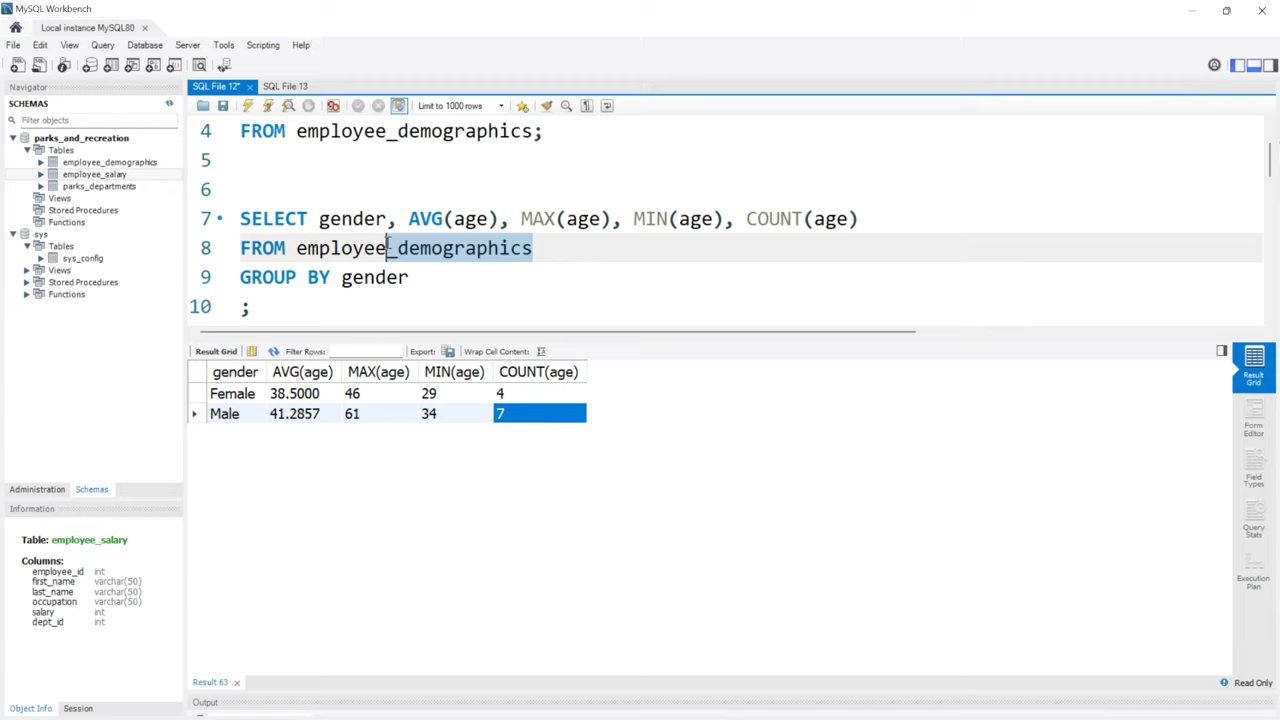 MySQL Workbench
Local instance MySQL80
File Edit View Query Database Server Tools Scripting Help
Navigator
SCHEMAS
Filter objects
parks_and_recreation
Tables
employee_demographics
employee_salary
parks_departments
Views
Stored Procedures
Functions
sys
Tables
sys_config
Views
Stored Procedures
Functions
Administration Schemas
Information
Table: employee_salary
Columns:
employee_id int
first_name varchar(50)
last_name varchar(50)
occupation varchar(50)
salary int
dept_id int
Object Info Session
SQL File 12* SQL File 13
Limit to 1000 rows
4 FROM employee_demographics;
5
6
7 SELECT gender, AVG(age), MAX(age), MIN(age), COUNT(age)
8 FROM employee_demographics
9 GROUP BY gender
10 ;
Result Grid Filter Rows: Export: Wrap Cell Content:
gender AVG(age) MAX(age) MIN(age) COUNT(age)
Female 38.5000 46 29 4
Male 41.2857 61 34 7
Result Grid
Form Editor
Field Types
Query Stats
Execution Plan
Result 63
Read Only
Output